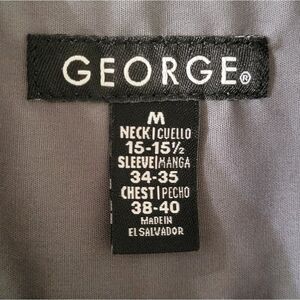 GEORGE®
M
NECK|CUELLO
15-15½
SLEEVE|MANGA
34-35
CHEST|PECHO
38-40
MADE IN
EL SALVADOR